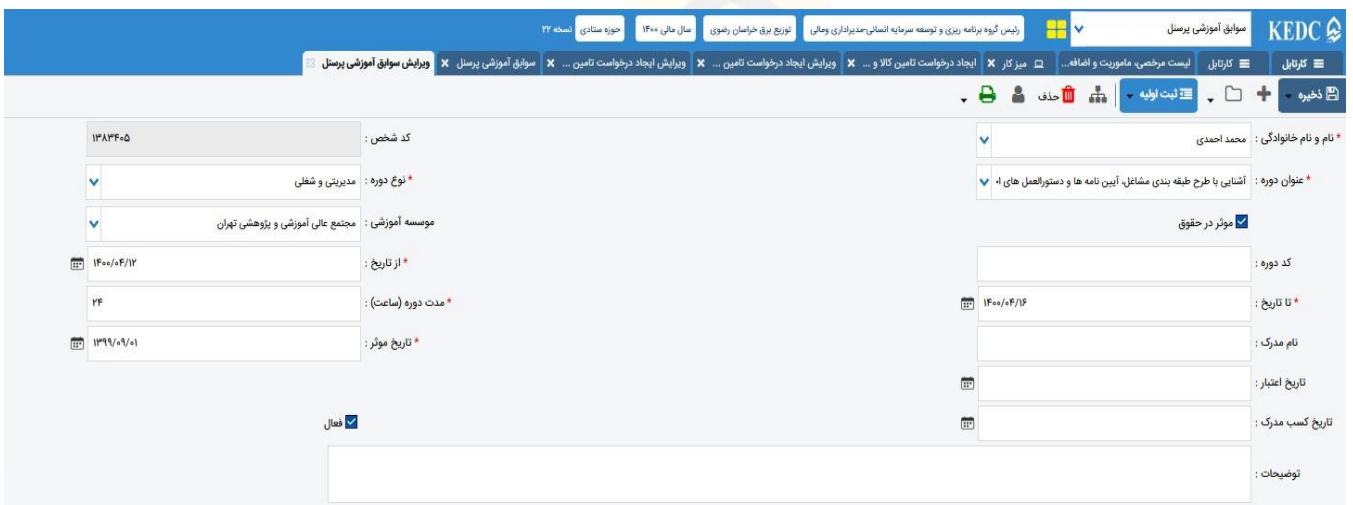 KEDC سوابق آموزشی پرسنل رئیس گروه برنامه ریزی و توسعه سرمایه انسانی-مدیراداری ومالی توزیع برق خراسان رضوی سال مالی ۱۴۰۰ حوزه ستادی نسخه ۲۲
کارتابل کارتابل لیست مرخصی، ماموریت و اضافه... میز کار ایجاد درخواست تامین کالا و ... ویرایش ایجاد درخواست تامین ... ویرایش ایجاد درخواست تامین ... سوابق آموزشی پرسنل ویرایش سوابق آموزشی پرسنل
ذخیره ثبت اولیه حذف
* نام و نام خانوادگی : محمد احمدی کد شخص : ۱۳۸۳۴۰۵
* عنوان دوره : آشنایی با طرح طبقه بندی مشاغل، آیین نامه ها و دستورالعمل های * نوع دوره : مدیریتی و شغلی
موثر در حقوق موسسه آموزشی : مجتمع عالی آموزشی و پژوهشی تهران
کد دوره : * از تاریخ : ۱۴۰۰/۰۴/۱۲
* تا تاریخ : ۱۴۰۰/۰۴/۱۶ * مدت دوره (ساعت) : ۲۴
نام مدرک : * تاریخ موثر : ۱۳۹۹/۰۹/۰۱
تاریخ اعتبار :
تاریخ کسب مدرک : فعال
توضیحات :